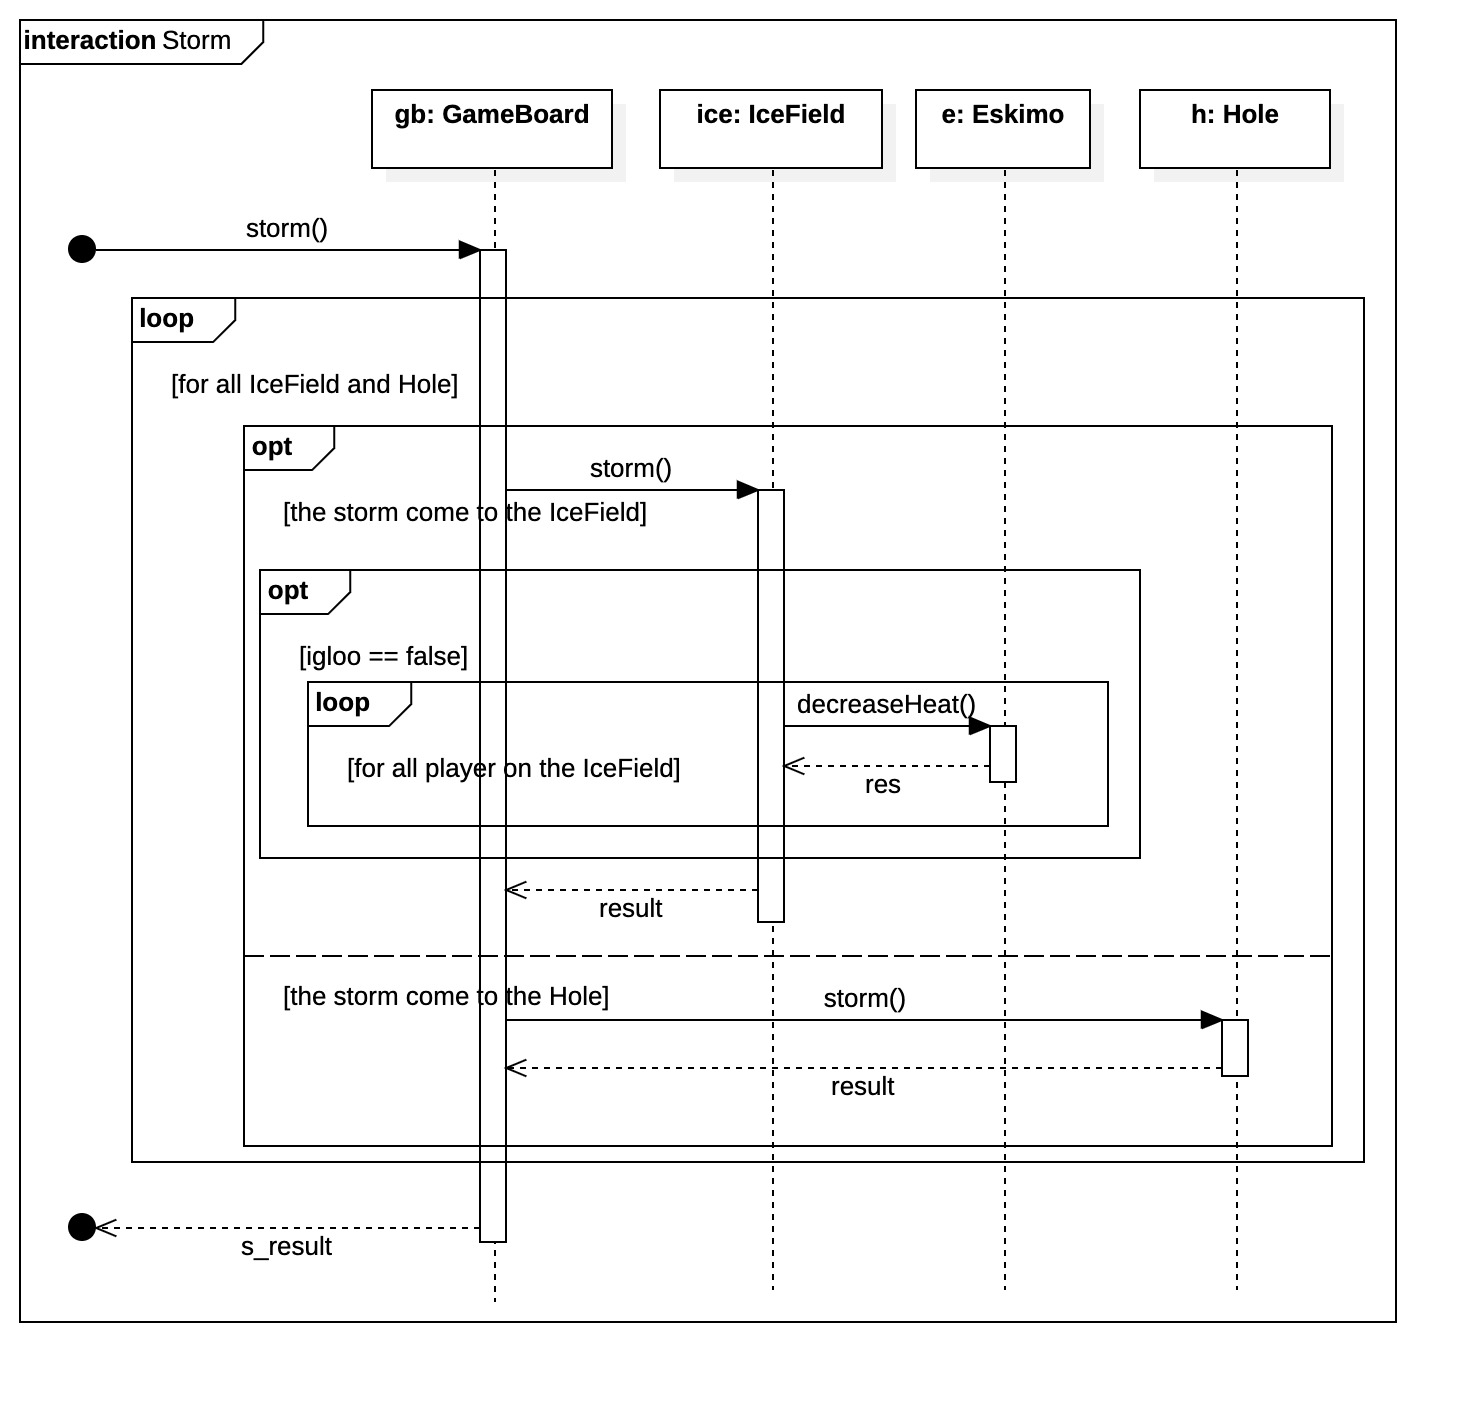 interaction Storm
gb: GameBoard
ice: IceField
e: Eskimo
h: Hole
storm()
loop
[for all IceField and Hole]
opt
storm()
[the storm come to the IceField]
opt
[igloo == false]
loop
decreaseHeat()
[for all player on the IceField]
res
result
[the storm come to the Hole]
storm()
result
s_result